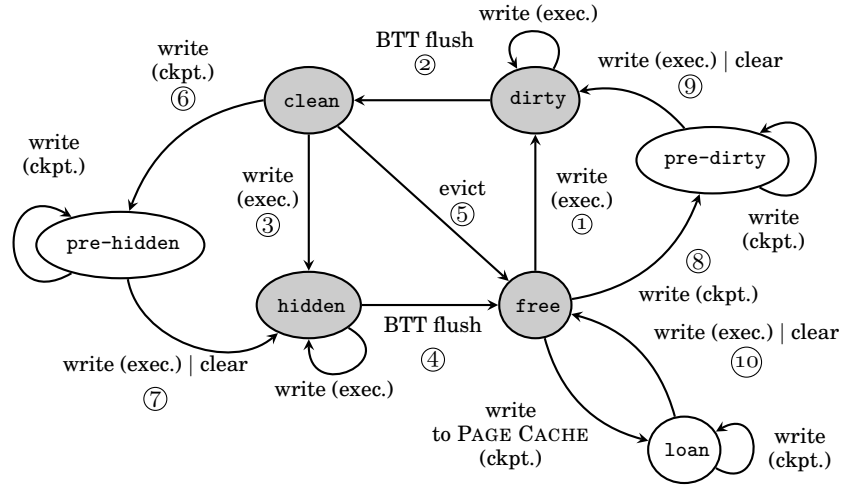 write (exec.)
BTT flush
②
write
(ckpt.)
⑥
write (exec.) | clear
⑨
clean
dirty
write
(ckpt.)
pre-dirty
write
(exec.)
③
evict
⑤
write
(exec.)
①
write
(ckpt.)
pre-hidden
⑧
write (ckpt.)
hidden
free
BTT flush
④
write (exec.) | clear
⑩
write (exec.) | clear
⑦
write (exec.)
write
to PAGE CACHE
(ckpt.)
loan
write
(ckpt.)